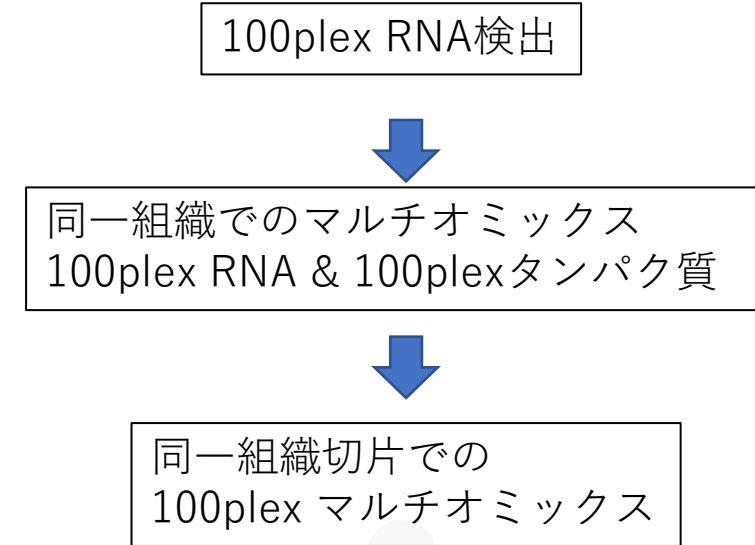 100plex RNA検出
同一組織でのマルチオミックス
100plex RNA & 100plexタンパク質
同一組織切片での
100plex マルチオミックス